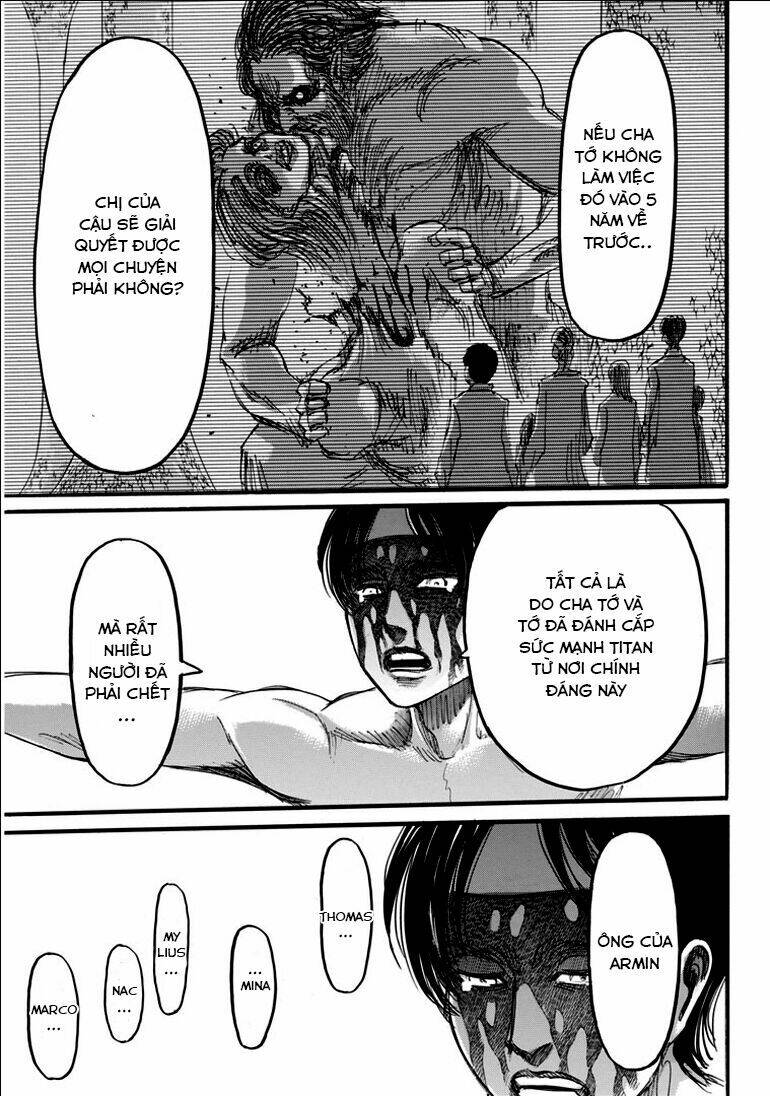 NẾU CHA
TỚ KHÔNG
LÀM VIỆC
ĐÓ VÀO 5
NĂM VỀ
TRƯỚC..
CHỊ CỦA
CẬU SẼ GIẢI
QUYẾT ĐƯỢC
MỌI CHUYỆN
PHẢI KHÔNG?
TẤT CẢ LÀ
DO CHA TỚ VÀ
TỚ ĐÃ ĐÁNH CẮP
SỨC MẠNH TITAN
TỪ NƠI CHÍNH
ĐÁNG NÀY
MÀ RẤT
NHIỀU
NGƯỜI ĐÃ
PHẢI CHẾT
...
ÔNG CỦA
ARMIN
THOMAS
...
...
MINA
MY
LIUS
...
NAC
...
MARCO
...